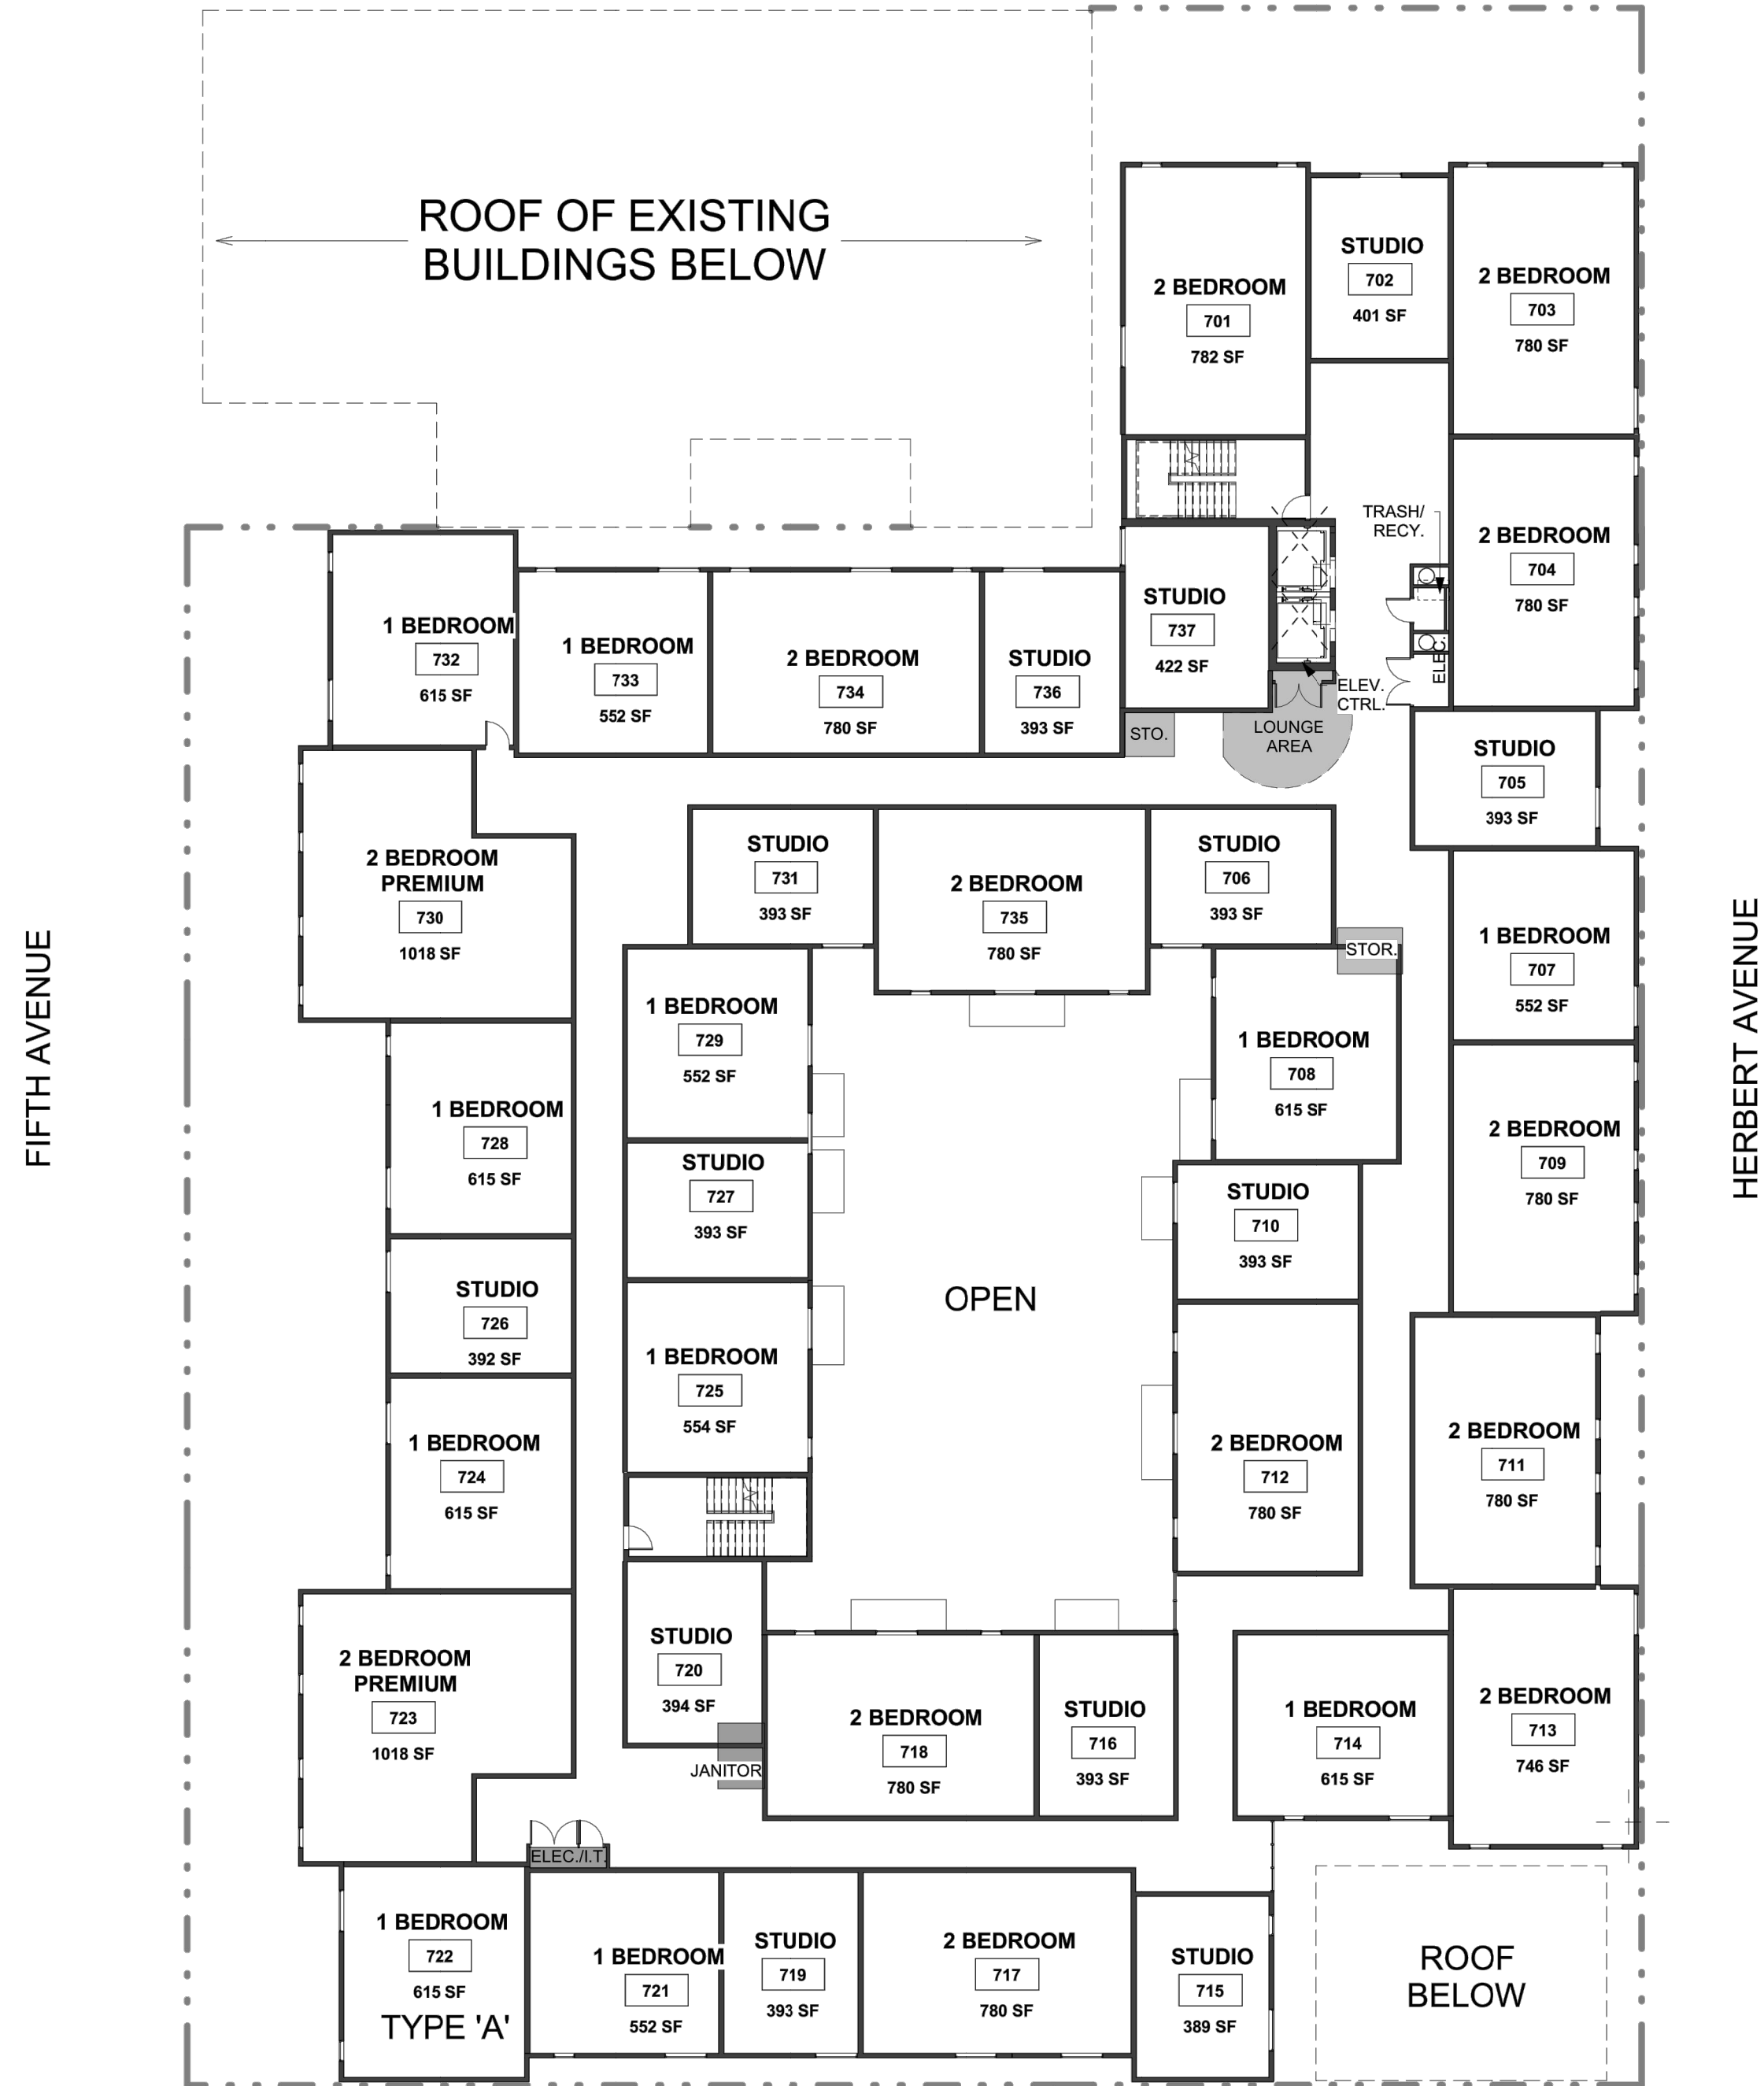 ROOF OF EXISTING
BUILDINGS BELOW
2 BEDROOM
701
782 SF
STUDIO
702
401 SF
2 BEDROOM
703
780 SF
TRASH/
RECY.
2 BEDROOM
704
780 SF
ELEC.
1 BEDROOM
732
615 SF
1 BEDROOM
733
552 SF
2 BEDROOM
734
780 SF
STUDIO
736
393 SF
STUDIO
737
422 SF
ELEV.
CTRL.
STO.
LOUNGE
AREA
STUDIO
705
393 SF
2 BEDROOM
PREMIUM
730
1018 SF
STUDIO
731
393 SF
2 BEDROOM
735
780 SF
STUDIO
706
393 SF
STOR.
1 BEDROOM
707
552 SF
FIFTH AVENUE
HERBERT AVENUE
1 BEDROOM
729
552 SF
1 BEDROOM
708
615 SF
1 BEDROOM
728
615 SF
STUDIO
727
393 SF
STUDIO
710
393 SF
2 BEDROOM
709
780 SF
OPEN
STUDIO
726
392 SF
1 BEDROOM
725
554 SF
1 BEDROOM
724
615 SF
2 BEDROOM
712
780 SF
2 BEDROOM
711
780 SF
2 BEDROOM
PREMIUM
723
1018 SF
STUDIO
720
394 SF
JANITOR
2 BEDROOM
718
780 SF
STUDIO
716
393 SF
1 BEDROOM
714
615 SF
2 BEDROOM
713
746 SF
ELEC./I.T.
1 BEDROOM
722
615 SF
TYPE 'A'
1 BEDROOM
721
552 SF
STUDIO
719
393 SF
2 BEDROOM
717
780 SF
STUDIO
715
389 SF
ROOF
BELOW